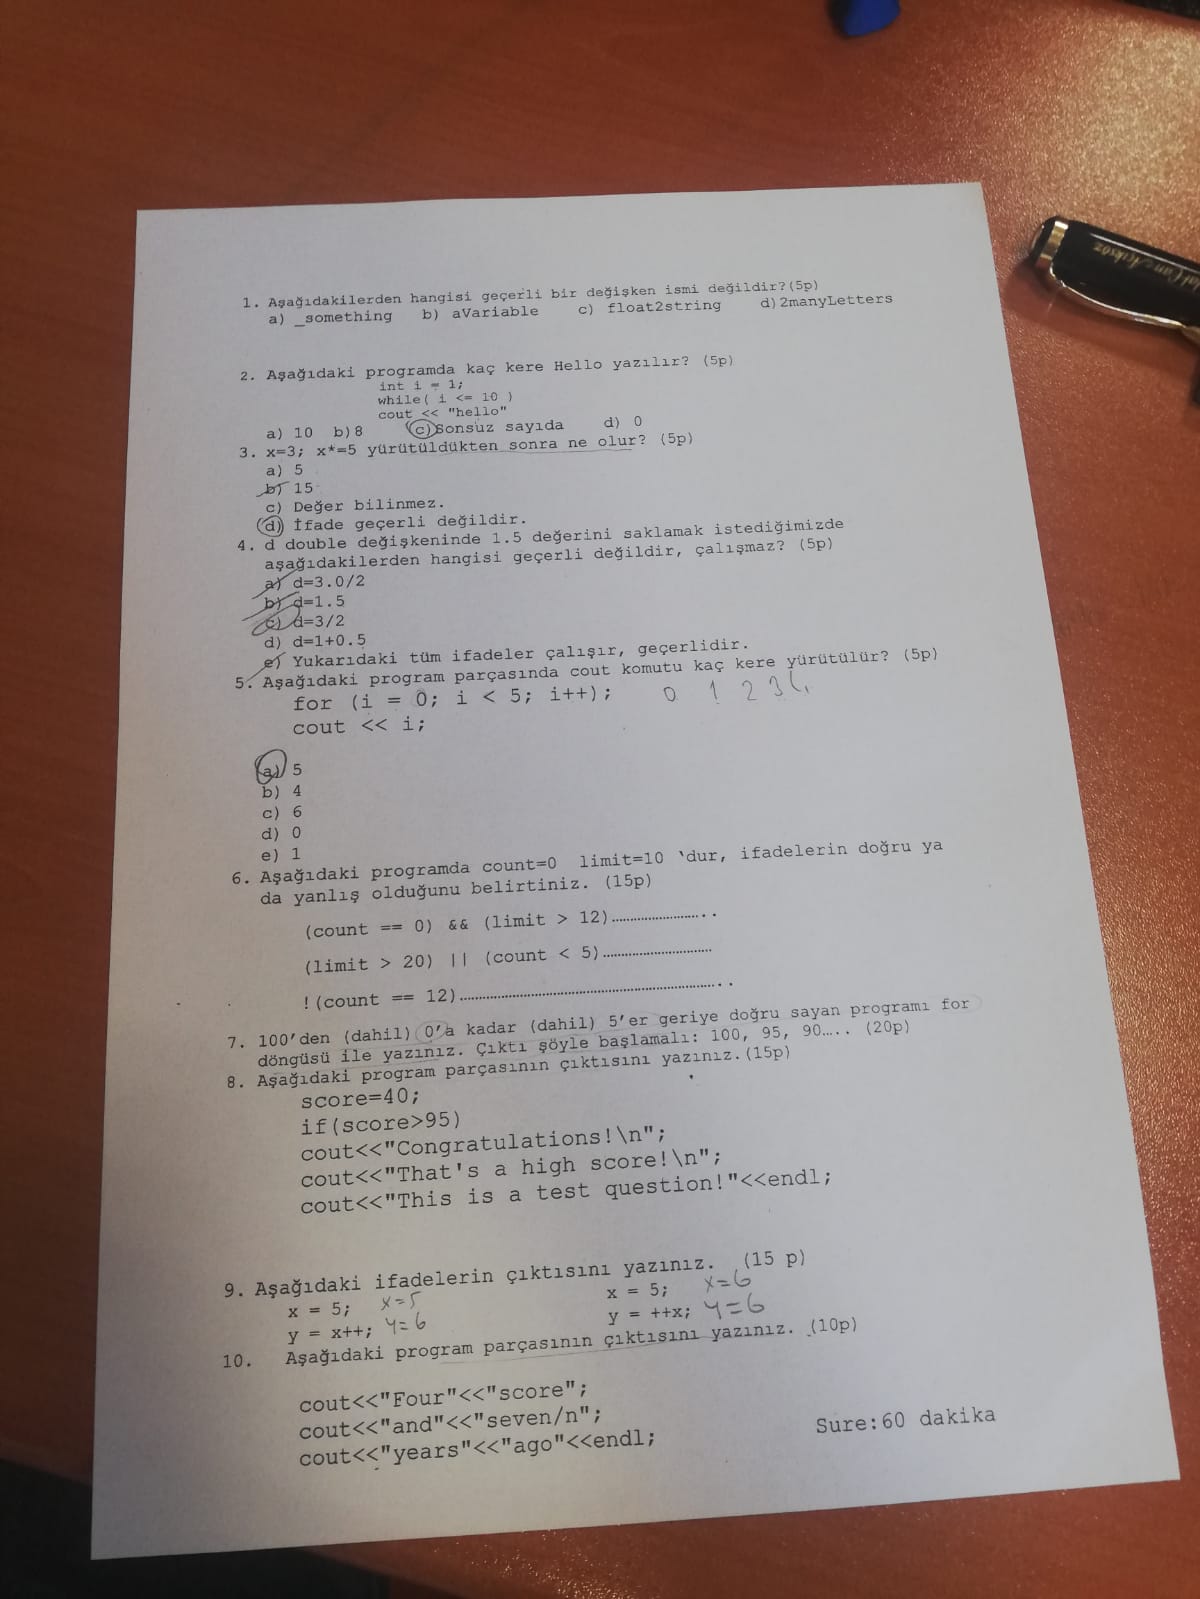 1. Aşağıdakilerden hangisi geçerli bir değişken ismi değildir?(5p)
a) _something b) aVariable c) float2string d)2manyLetters
2. Aşağıdaki programda kaç kere Hello yazılır? (5p)
int i = 1;
while( i <= 10 )
cout << "hello"
a) 10 b)8 c)Sonsuz sayıda d) 0
3. x=3; x*=5 yürütüldükten sonra ne olur? (5p)
a) 5
b) 15
c) Değer bilinmez.
d) İfade geçerli değildir.
4. d double değişkeninde 1.5 değerini saklamak istediğimizde
aşağıdakilerden hangisi geçerli değildir, çalışmaz? (5p)
a) d=3.0/2
b) d=1.5
c) d=3/2
d) d=1+0.5
e) Yukarıdaki tüm ifadeler çalışır, geçerlidir.
5. Aşağıdaki program parçasında cout komutu kaç kere yürütülür? (5p)
for (i = 0; i < 5; i++); 0 1 2 3 4
cout << i;
a) 5
b) 4
c) 6
d) 0
e) 1
6. Aşağıdaki programda count=0 limit=10 ‘dur, ifadelerin doğru ya
da yanlış olduğunu belirtiniz. (15p)
(count == 0) && (limit > 12)..........................
(limit > 20) || (count < 5)..........................
!(count == 12)..........................................................
7. 100’den (dahil) 0’a kadar (dahil) 5’er geriye doğru sayan programı for
döngüsü ile yazınız. Çıktı şöyle başlamalı: 100, 95, 90….. (20p)
8. Aşağıdaki program parçasının çıktısını yazınız.(15p)
score=40;
if(score>95)
cout<<"Congratulations!\n";
cout<<"That's a high score!\n";
cout<<"This is a test question!"<<endl;
9. Aşağıdaki ifadelerin çıktısını yazınız. (15 p)
x = 5; x=5 x = 5; x=6
y = x++; y=6 y = ++x; y=6
10. Aşağıdaki program parçasının çıktısını yazınız. (10p)
cout<<"Four"<<"score";
cout<<"and"<<"seven/n";
cout<<"years"<<"ago"<<endl;
Sure:60 dakika